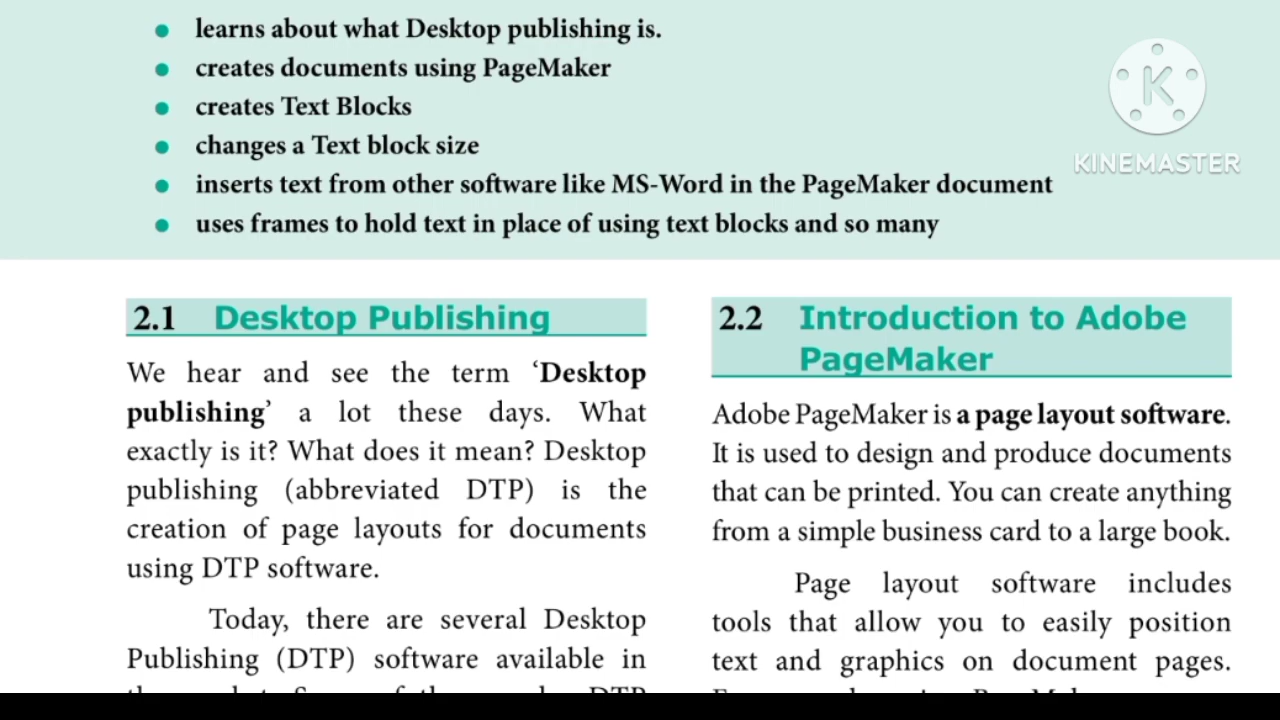 learns about what Desktop publishing is.
creates documents using PageMaker
creates Text Blocks
changes a Text block size
inserts text from other software like MS-Word in the PageMaker document
uses frames to hold text in place of using text blocks and so many
K
KINEMASTER
2.1 Desktop Publishing
We hear and see the term ‘Desktop
publishing’ a lot these days. What
exactly is it? What does it mean? Desktop
publishing (abbreviated DTP) is the
creation of page layouts for documents
using DTP software.
Today, there are several Desktop
Publishing (DTP) software available in
2.2 Introduction to Adobe
PageMaker
Adobe PageMaker is a page layout software.
It is used to design and produce documents
that can be printed. You can create anything
from a simple business card to a large book.
Page layout software includes
tools that allow you to easily position
text and graphics on document pages.